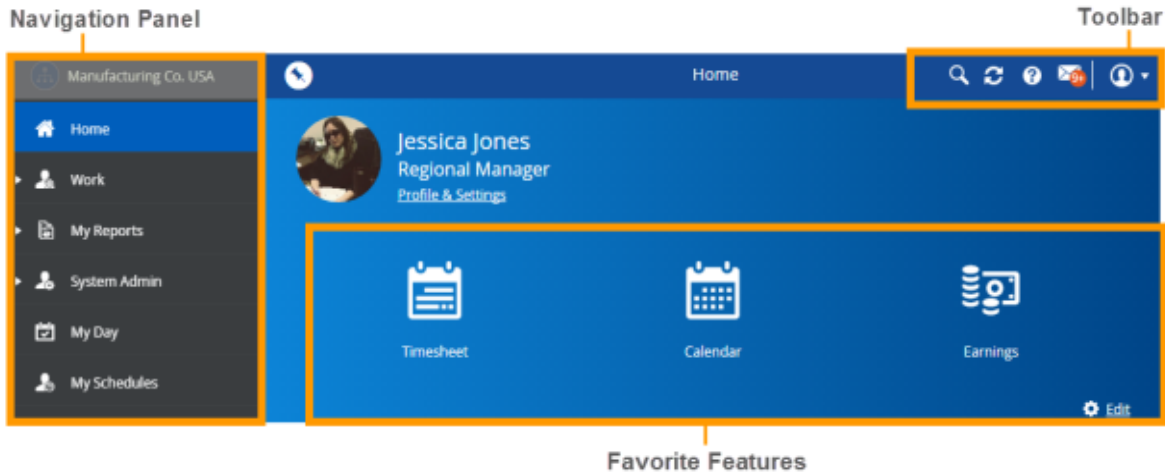 Navigation Panel
Toolbar
Manufacturing Co. USA
Home
9+
Home
Work
My Reports
System Admin
My Day
My Schedules
Jessica Jones
Regional Manager
Profile & Settings
Timesheet
Calendar
Earnings
Edit
Favorite Features